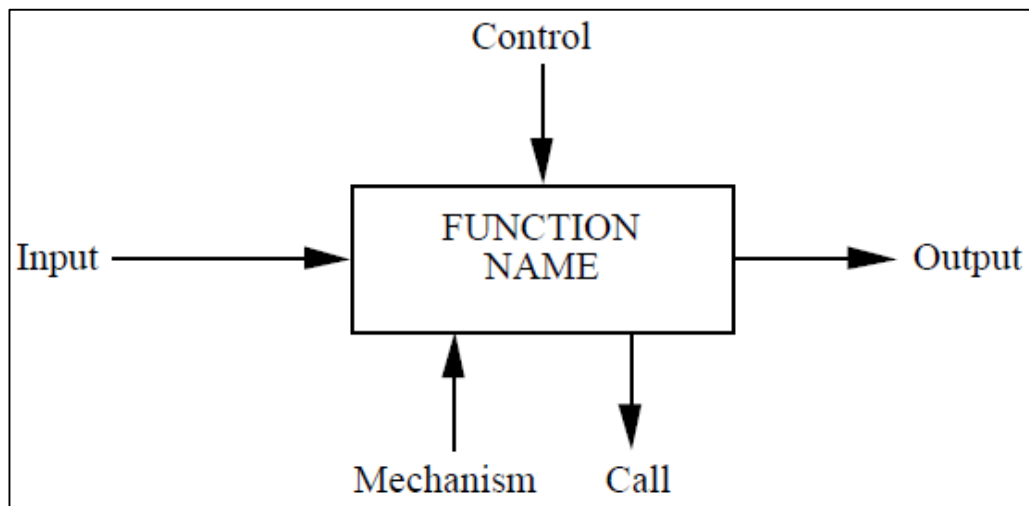 Control
FUNCTION
NAME
Input
Output
Mechanism
Call